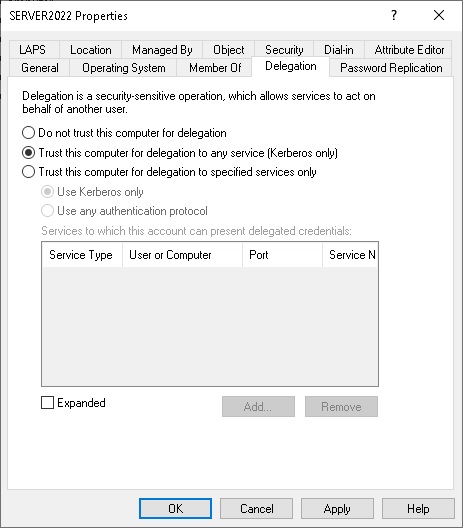 SERVER2022 Properties
?
LAPS Location Managed By Object Security Dial-in Attribute Editor
General Operating System Member Of Delegation Password Replication
Delegation is a security-sensitive operation, which allows services to act on
behalf of another user.
Do not trust this computer for delegation
Trust this computer for delegation to any service (Kerberos only)
Trust this computer for delegation to specified services only
Use Kerberos only
Use any authentication protocol
Services to which this account can present delegated credentials:
Service Type User or Computer Port Service N
Expanded Add... Remove
OK Cancel Apply Help